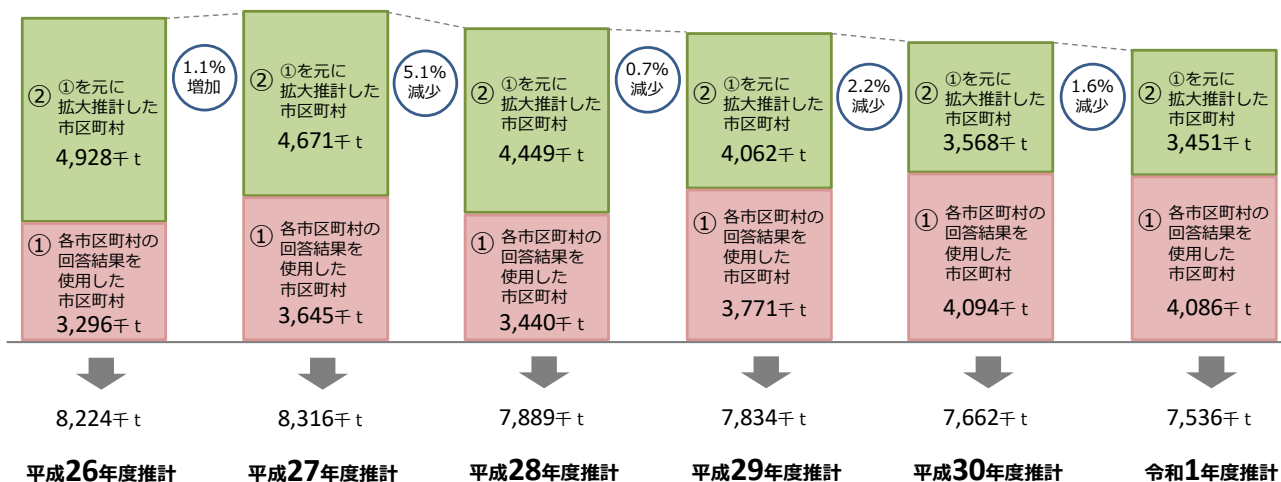 ② ①を元に
拡大推計した
市区町村
4,928千ｔ
1.1%
増加
② ①を元に
拡大推計した
市区町村
4,671千ｔ
5.1%
減少
② ①を元に
拡大推計した
市区町村
4,449千ｔ
0.7%
減少
② ①を元に
拡大推計した
市区町村
4,062千ｔ
2.2%
減少
② ①を元に
拡大推計した
市区町村
3,568千ｔ
1.6%
減少
② ①を元に
拡大推計した
市区町村
3,451千ｔ
① 各市区町村の
回答結果を
使用した
市区町村
3,296千ｔ
① 各市区町村の
回答結果を
使用した
市区町村
3,645千ｔ
① 各市区町村の
回答結果を
使用した
市区町村
3,440千ｔ
① 各市区町村の
回答結果を
使用した
市区町村
3,771千ｔ
① 各市区町村の
回答結果を
使用した
市区町村
4,094千ｔ
① 各市区町村の
回答結果を
使用した
市区町村
4,086千ｔ
8,224千ｔ
8,316千ｔ
7,889千ｔ
7,834千ｔ
7,662千ｔ
7,536千ｔ
平成26年度推計
平成27年度推計
平成28年度推計
平成29年度推計
平成30年度推計
令和1年度推計